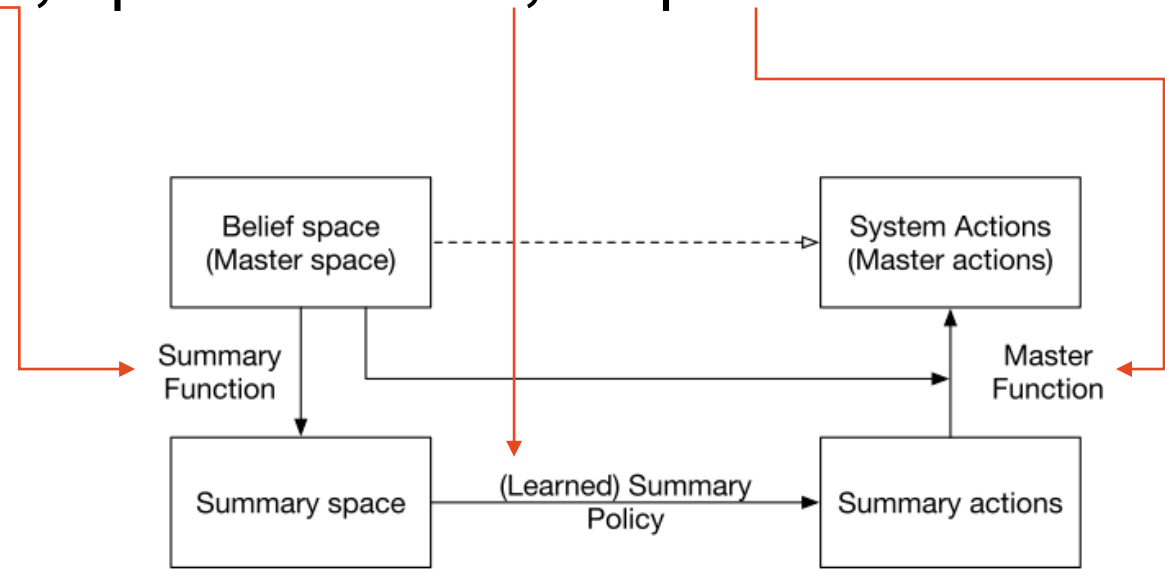 Belief space
(Master space)
System Actions
(Master actions)
Summary
Function
Master
Function
Summary space
(Learned) Summary
Policy
Summary actions